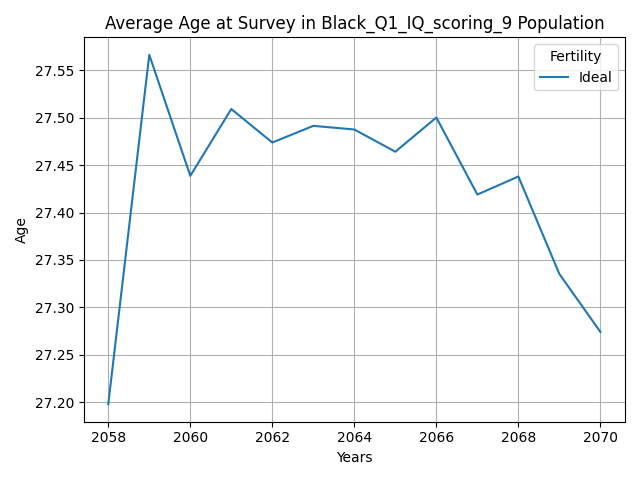 Average Age at Survey in Black_Q1_IQ_scoring_9 Population
Fertility
Ideal
27.55
27.50
27.45
27.40
27.35
27.30
27.25
27.20
Age
2058 2060 2062 2064 2066 2068 2070
Years